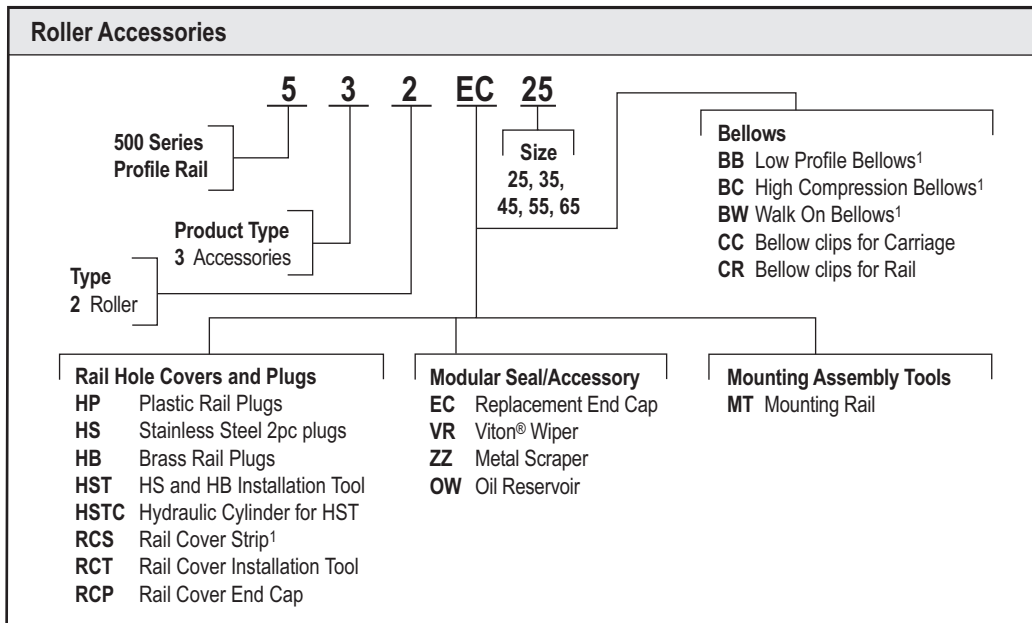 Roller Accessories
5 3 2 EC 25
500 Series
Profile Rail
Product Type
3 Accessories
Type
2 Roller
Size
25, 35,
45, 55, 65
Bellows
BB Low Profile Bellows¹
BC High Compression Bellows¹
BW Walk On Bellows¹
CC Bellow clips for Carriage
CR Bellow clips for Rail
Rail Hole Covers and Plugs
HP Plastic Rail Plugs
HS Stainless Steel 2pc plugs
HB Brass Rail Plugs
HST HS and HB Installation Tool
HSTC Hydraulic Cylinder for HST
RCS Rail Cover Strip¹
RCT Rail Cover Installation Tool
RCP Rail Cover End Cap
Modular Seal/Accessory
EC Replacement End Cap
VR Viton® Wiper
ZZ Metal Scraper
OW Oil Reservoir
Mounting Assembly Tools
MT Mounting Rail